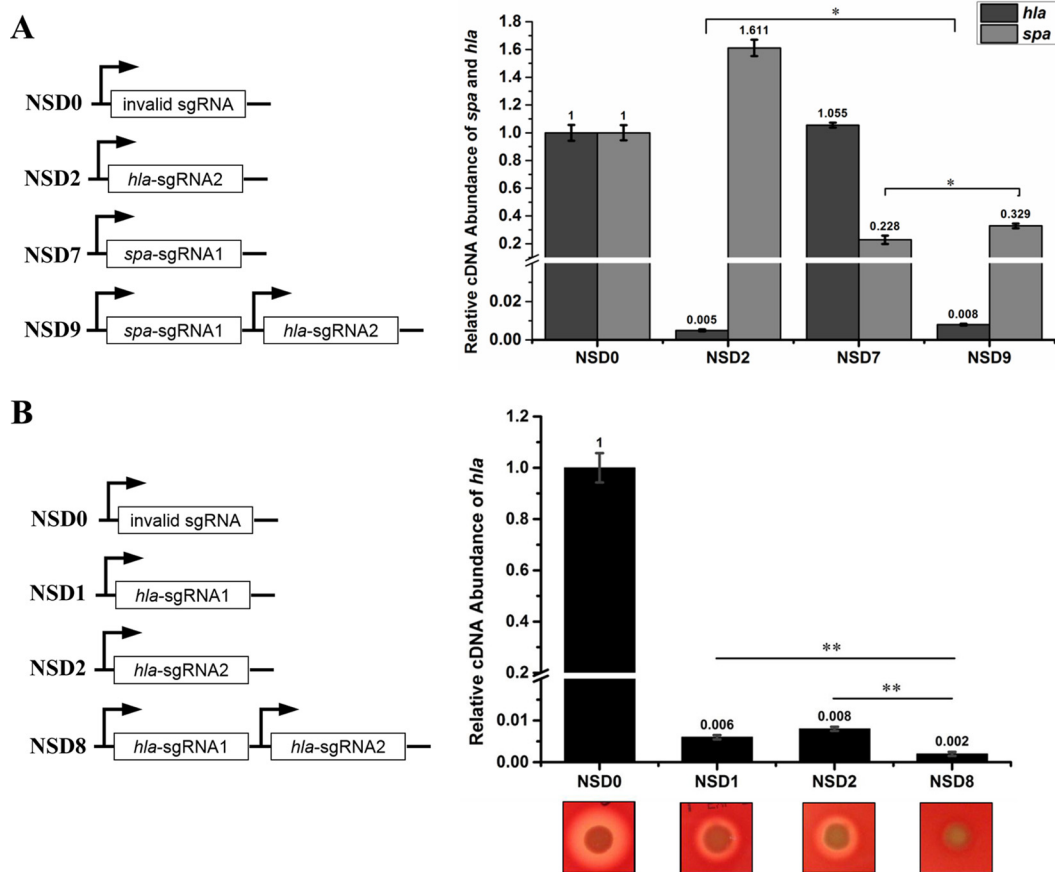 A
NSD0
invalid sgRNA
NSD2
hla-sgRNA2
NSD7
spa-sgRNA1
NSD9
spa-sgRNA1
hla-sgRNA2
Relative cDNA Abundance of spa and hla
1.8
1.6
1.4
1.2
1.0
0.8
0.6
0.4
0.2
0.02
0.00
hla
spa
*
*
1
1
0.005
1.611
1.055
0.228
0.008
0.329
NSD0
NSD2
NSD7
NSD9
B
NSD0
invalid sgRNA
NSD1
hla-sgRNA1
NSD2
hla-sgRNA2
NSD8
hla-sgRNA1
hla-sgRNA2
Relative cDNA Abundance of hla
1.2
1.0
0.8
0.6
0.4
0.2
0.01
0.00
**
**
1
0.006
0.008
0.002
NSD0
NSD1
NSD2
NSD8